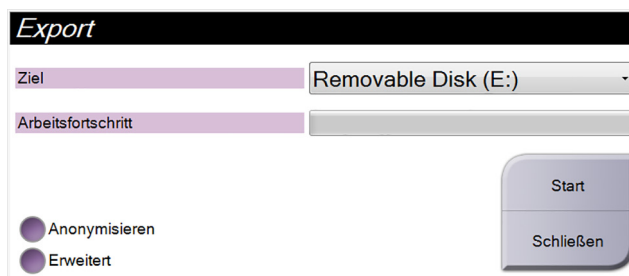 Export
Ziel
Removable Disk (E:)
Arbeitsfortschritt
Start
Anonymisieren
Schließen
Erweitert